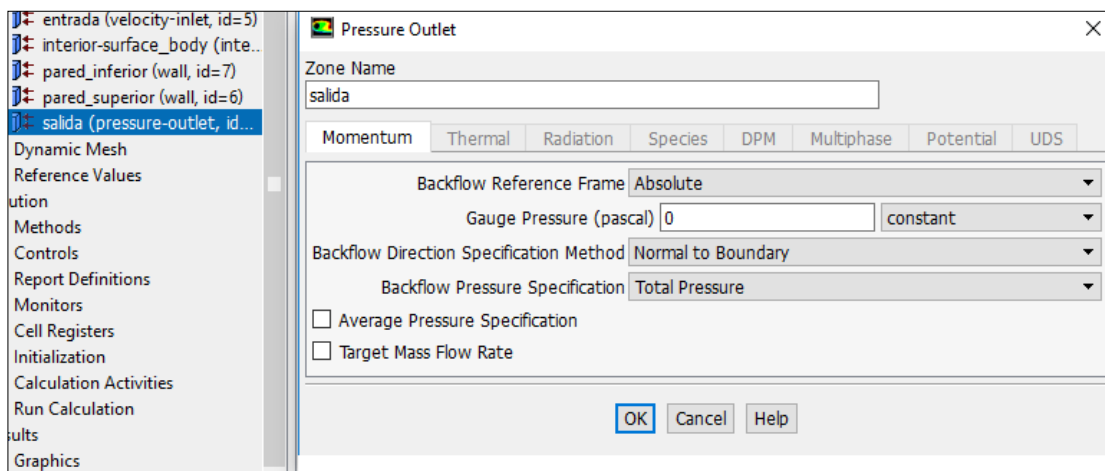 entrada (velocity-inlet, id=5)
interior-surface_body (inte...
pared_inferior (wall, id=7)
pared_superior (wall, id=6)
salida (pressure-outlet, id...
Dynamic Mesh
Reference Values
ution
Methods
Controls
Report Definitions
Monitors
Cell Registers
Initialization
Calculation Activities
Run Calculation
sults
Graphics
Pressure Outlet
Zone Name
salida
Momentum Thermal Radiation Species DPM Multiphase Potential UDS
Backflow Reference Frame Absolute
Gauge Pressure (pascal) 0 constant
Backflow Direction Specification Method Normal to Boundary
Backflow Pressure Specification Total Pressure
Average Pressure Specification
Target Mass Flow Rate
OK Cancel Help